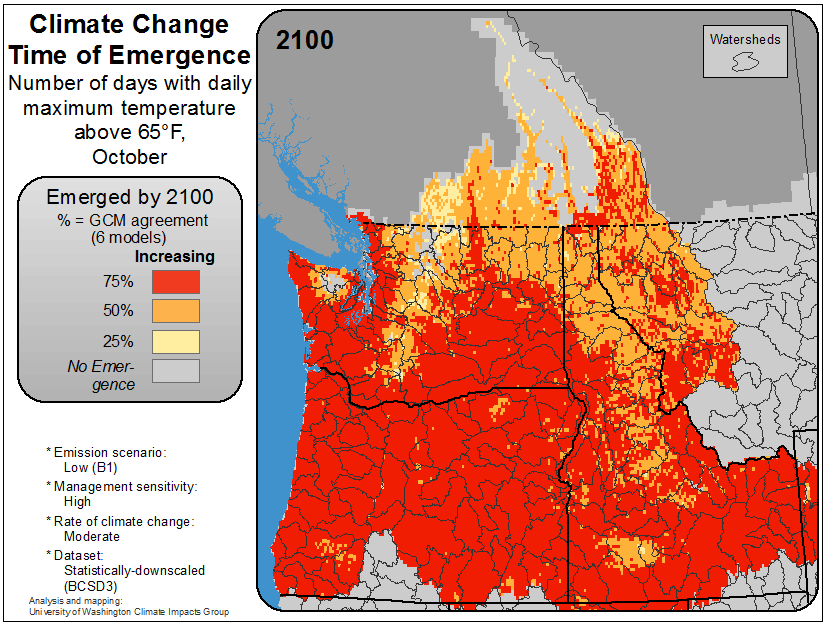 Climate Change
Time of Emergence
Number of days with daily
maximum temperature
above 65°F,
October
Emerged by 2100
% = GCM agreement
(6 models)
Increasing
75%
50%
25%
No Emer-
gence
* Emission scenario:
Low (B1)
* Management sensitivity:
High
* Rate of climate change:
Moderate
* Dataset:
Statistically-downscaled
(BCSD3)
Analysis and mapping:
University of Washington Climate Impacts Group
2100
Watersheds